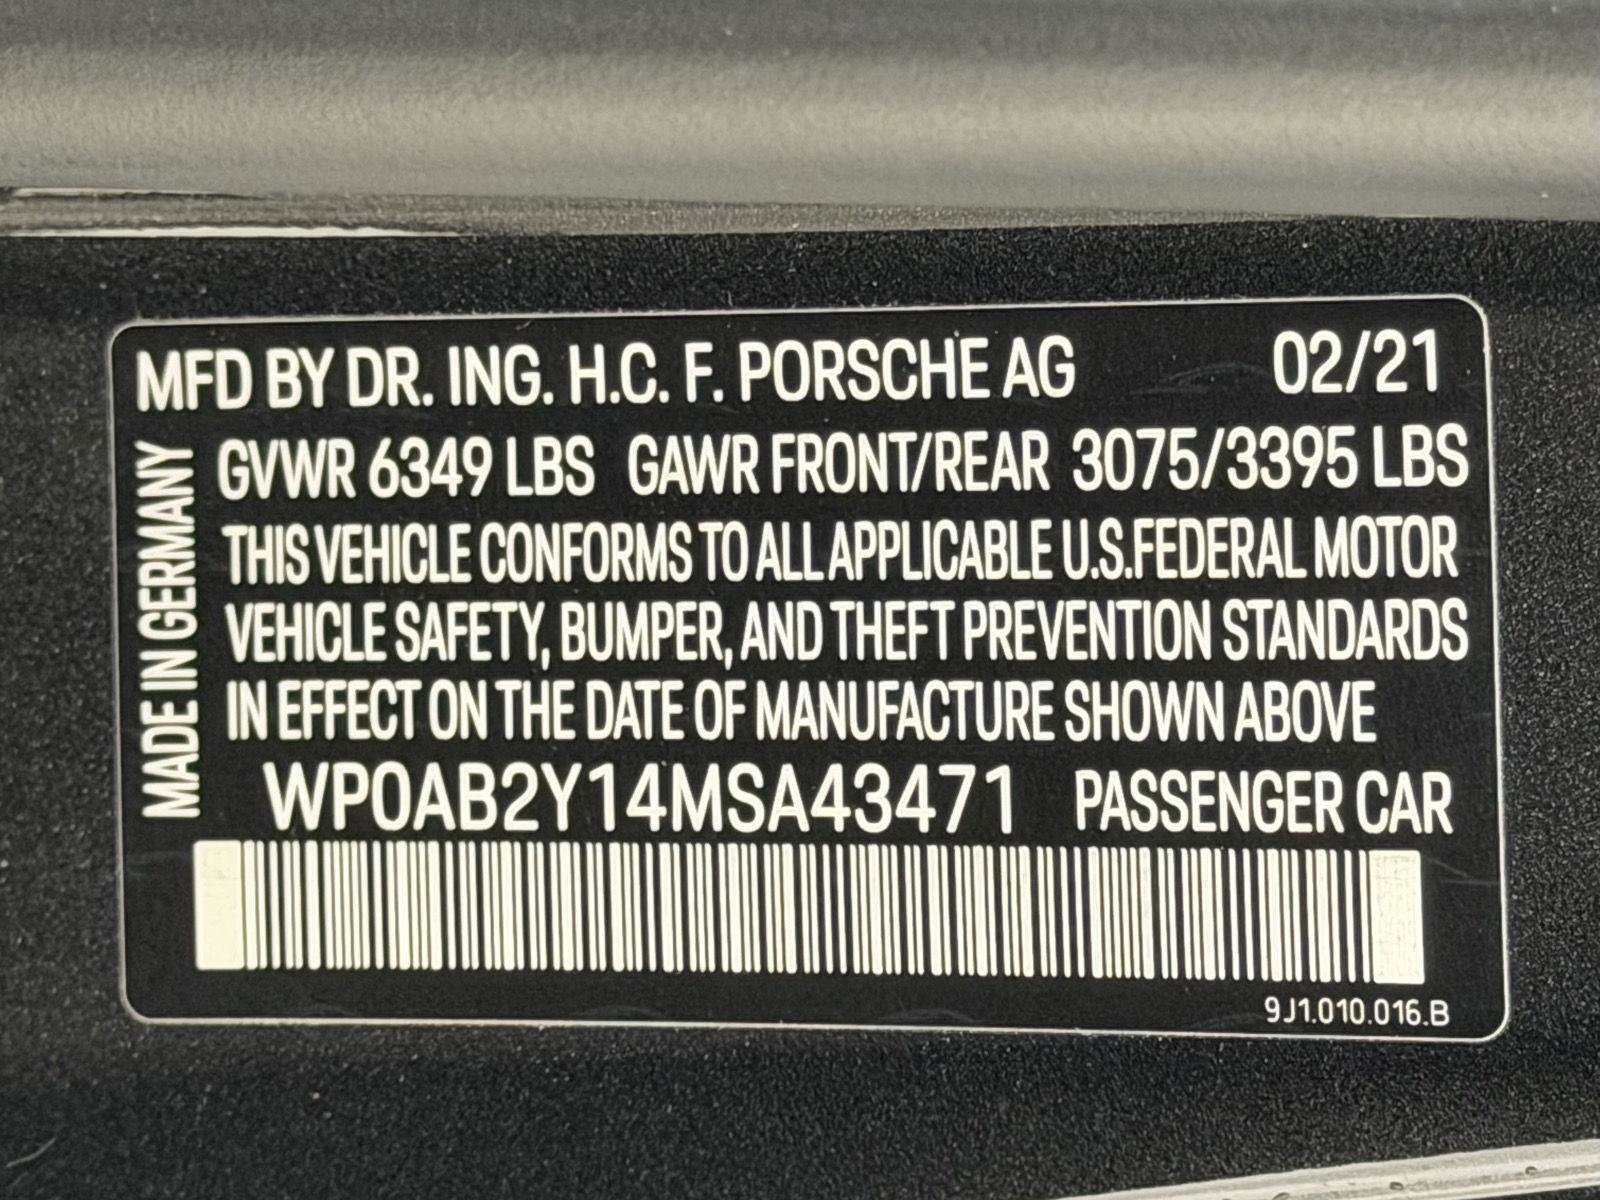 MFD BY DR. ING. H.C. F. PORSCHE AG 02/21
MADE IN GERMANY
GVWR 6349 LBS GAWR FRONT/REAR 3075/3395 LBS
THIS VEHICLE CONFORMS TO ALL APPLICABLE U.S.FEDERAL MOTOR
VEHICLE SAFETY, BUMPER, AND THEFT PREVENTION STANDARDS
IN EFFECT ON THE DATE OF MANUFACTURE SHOWN ABOVE
WP0AB2Y14MSA43471 PASSENGER CAR
9J1.010.016.B